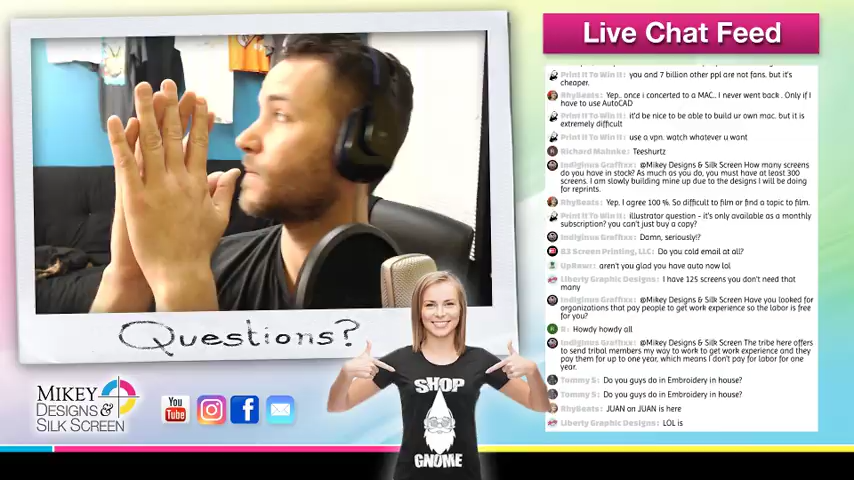 Live Chat Feed
Print It To Win It: you and 7 billion other ppl are not fans. but it's
cheaper.
RhyBeats: Yep.. once i concerted to a MAC.. I never went back . Only if I
have to use AutoCAD
Print It To Win It: it'd be nice to be able to build ur own mac. but it is
extremely difficult
Print It To Win It: use a vpn. watch whatever u want
Richard Mahnke: Teeshurtz
Indiginus Graffixx: @Mikey Designs & Silk Screen How many screens
do you have in stock? As much as you do, you must have at least 300
screens. I am slowly building mine up due to the designs I will be doing
for reprints.
RhyBeats: Yep. I agree 100 %. So difficult to film or find a topic to film.
Print It To Win It: illustrator question - it's only available as a monthly
subscription? you can't just buy a copy?
Indiginus Graffixx: Damn, seriously!?
R3 Screen Printing, LLC: Do you cold email at all?
UpRawr: aren't you glad you have auto now lol
Liberty Graphic Designs: I have 125 screens you don't need that
many
Indiginus Graffixx: @Mikey Designs & Silk Screen Have you looked for
organizations that pay people to get work experience so the labor is free
for you?
R: Howdy howdy all
Indiginus Graffixx: @Mikey Designs & Silk Screen The tribe here offers
to send tribal members my way to work to get work experience and they
pay them for up to one year, which means I don't pay for labor for one
year.
Tommy S: Do you guys do in Embroidery in house?
Tommy S: Do you guys do in Embroidery in house?
RhyBeats: JUAN on JUAN is here
Liberty Graphic Designs: LOL is
Questions?
MIKEY
DESIGNS &
SILK SCREEN
You
Tube
SHOP
GNOME